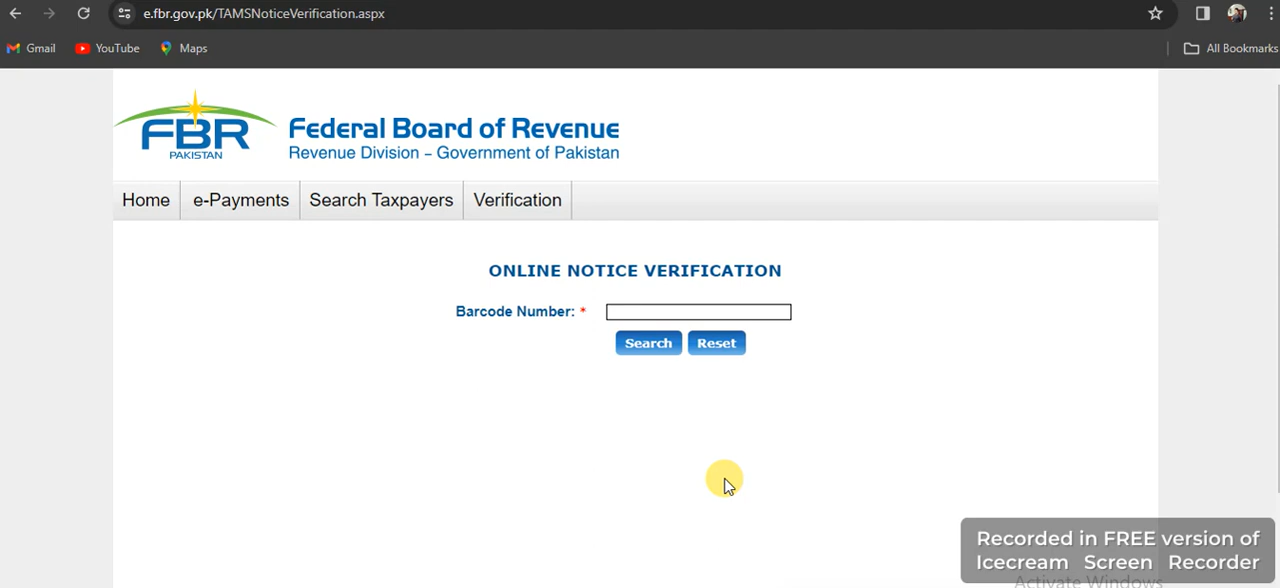 e.fbr.gov.pk/TAMSNoticeVerification.aspx
Gmail YouTube Maps All Bookmarks
FBR
PAKISTAN
Federal Board of Revenue
Revenue Division – Government of Pakistan
Home e-Payments Search Taxpayers Verification
ONLINE NOTICE VERIFICATION
Barcode Number: *
Search Reset
Recorded in FREE version of
Icecream Screen Recorder
Activate Windows